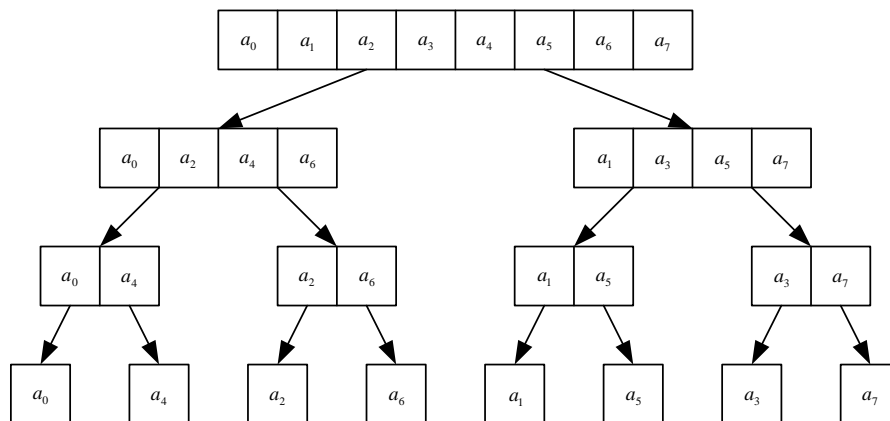 a₀ a₁ a₂ a₃ a₄ a₅ a₆ a₇
a₀ a₂ a₄ a₆ a₁ a₃ a₅ a₇
a₀ a₄ a₂ a₆ a₁ a₅ a₃ a₇
a₀ a₄ a₂ a₆ a₁ a₅ a₃ a₇